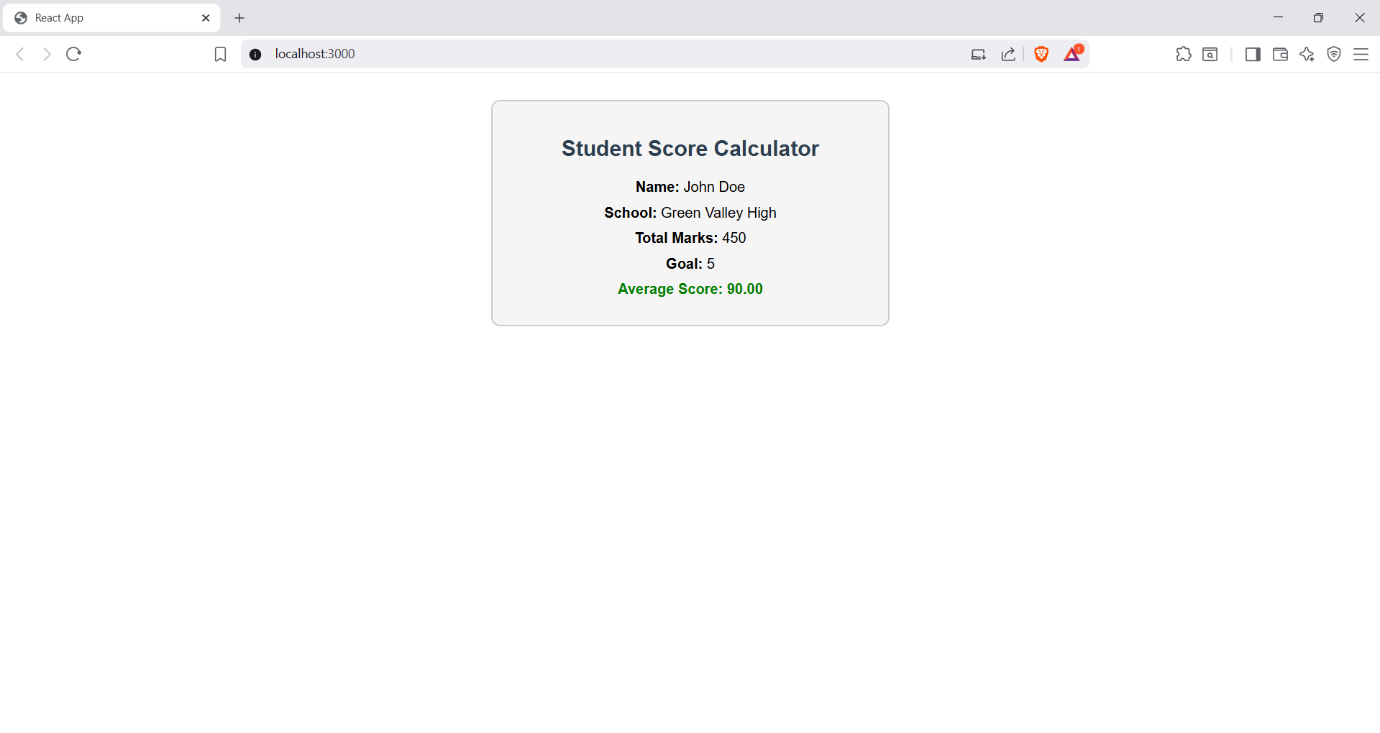 React App
localhost:3000
Student Score Calculator
Name: John Doe
School: Green Valley High
Total Marks: 450
Goal: 5
Average Score: 90.00